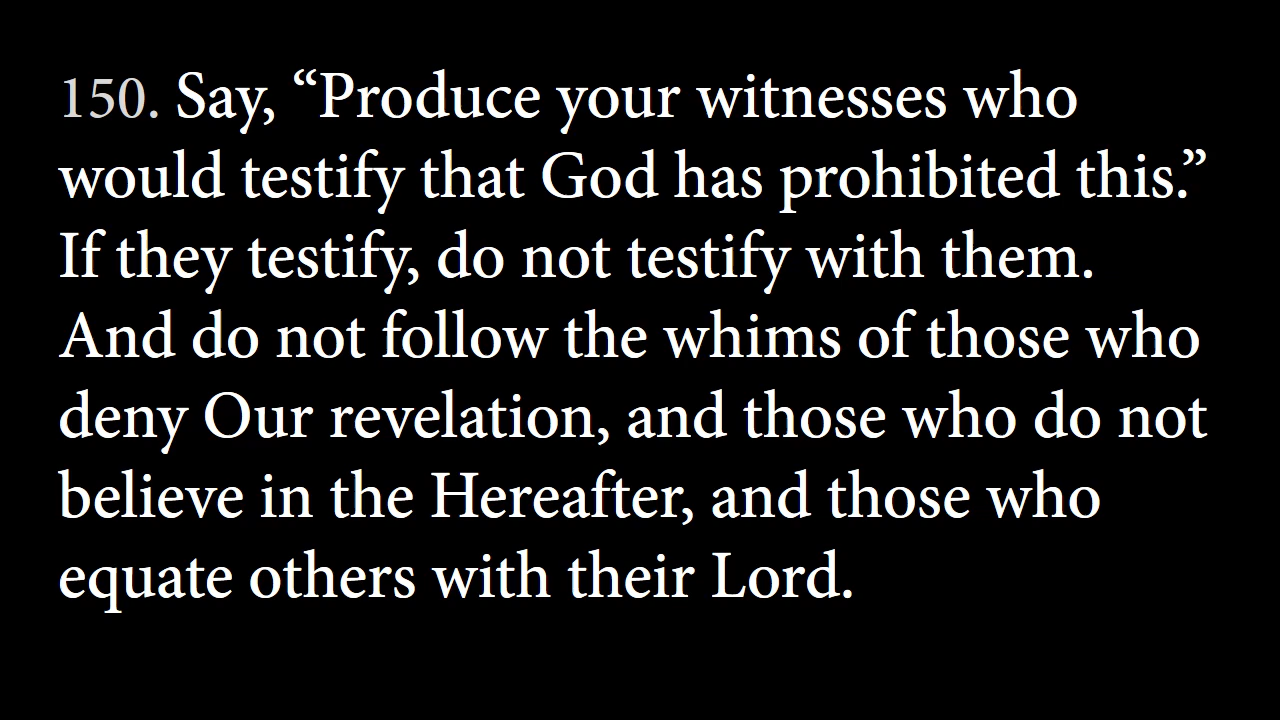 150. Say, “Produce your witnesses who
would testify that God has prohibited this.”
If they testify, do not testify with them.
And do not follow the whims of those who
deny Our revelation, and those who do not
believe in the Hereafter, and those who
equate others with their Lord.